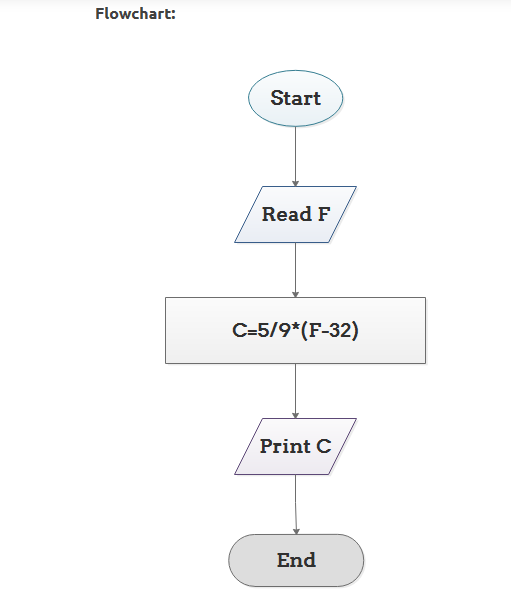 Flowchart:
Start
Read F
C=5/9*(F-32)
Print C
End